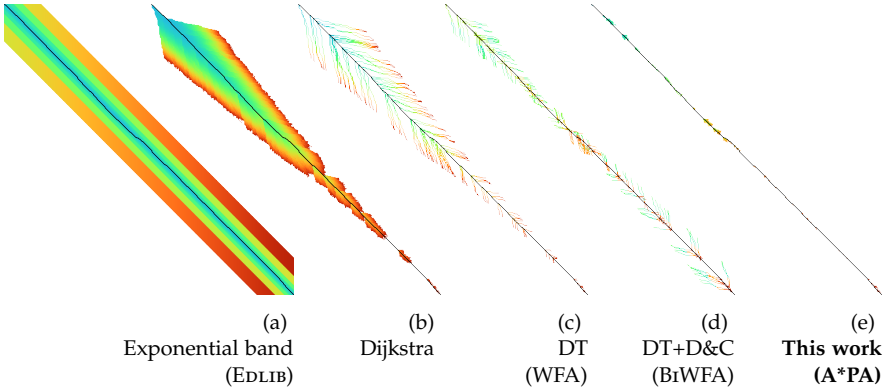 (a) (b) (c) (d) (e)
Exponential band Dijkstra DT DT+D&C This work
(EDLIB) (WFA) (BIWFA) (A*PA)